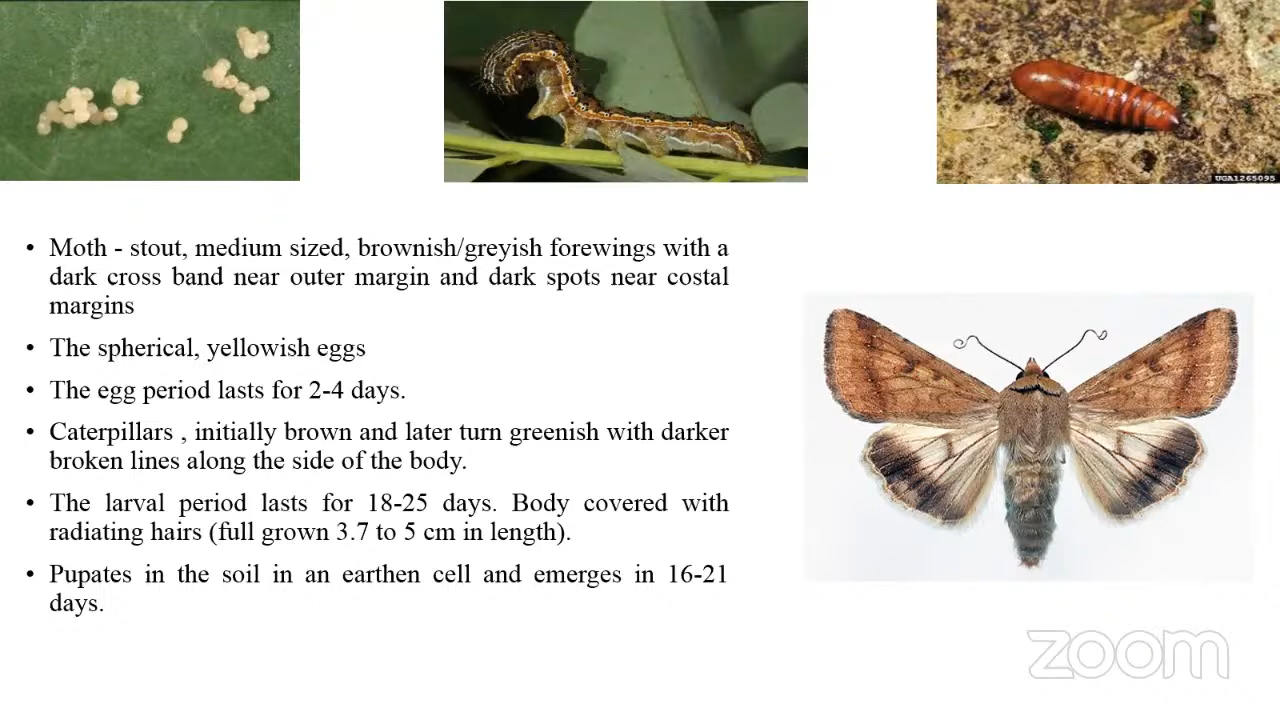 UGA1265095
• Moth - stout, medium sized, brownish/greyish forewings with a
dark cross band near outer margin and dark spots near costal
margins
• The spherical, yellowish eggs
• The egg period lasts for 2-4 days.
• Caterpillars , initially brown and later turn greenish with darker
broken lines along the side of the body.
• The larval period lasts for 18-25 days. Body covered with
radiating hairs (full grown 3.7 to 5 cm in length).
• Pupates in the soil in an earthen cell and emerges in 16-21
days.
zoom